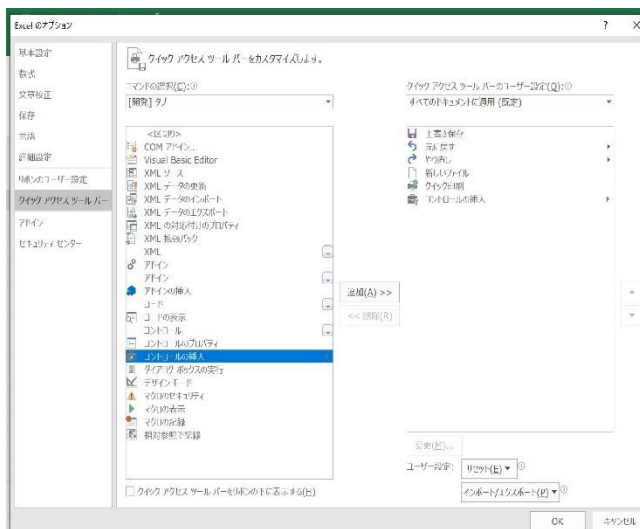 Excel のオプション
?
×
基本設定
数式
文章校正
保存
言語
詳細設定
リボンのユーザー設定
クイック アクセス ツール バー
アドイン
セキュリティ センター
クイック アクセス ツール バーをカスタマイズします。
コマンドの選択(C):
[開発] タブ
<区切り>
COM アドイン...
Visual Basic Editor
XML ソース
XML データの更新
XML データのインポート
XML データのエクスポート
XML の対応付けのプロパティ
XML 拡張パック
XML
アドイン
アドイン
アドインの挿入
コード
コードの表示
コントロール
コントロールのプロパティ
コントロールの挿入
ダイアログ ボックスの実行
デザイン モード
マクロのセキュリティ
マクロの表示
マクロの記録
相対参照で記録
クイック アクセス ツール バーをリボンの下に表示する(H)
追加(A) >>
<< 削除(R)
クイック アクセス ツール バーのユーザー設定(Q):
すべてのドキュメントに適用 (既定)
上書き保存
元に戻す
やり直し
新しいファイル
クイック印刷
コントロールの挿入
変更(M)...
ユーザー設定:
リセット(E)
インポート/エクスポート(P)
OK
キャンセル